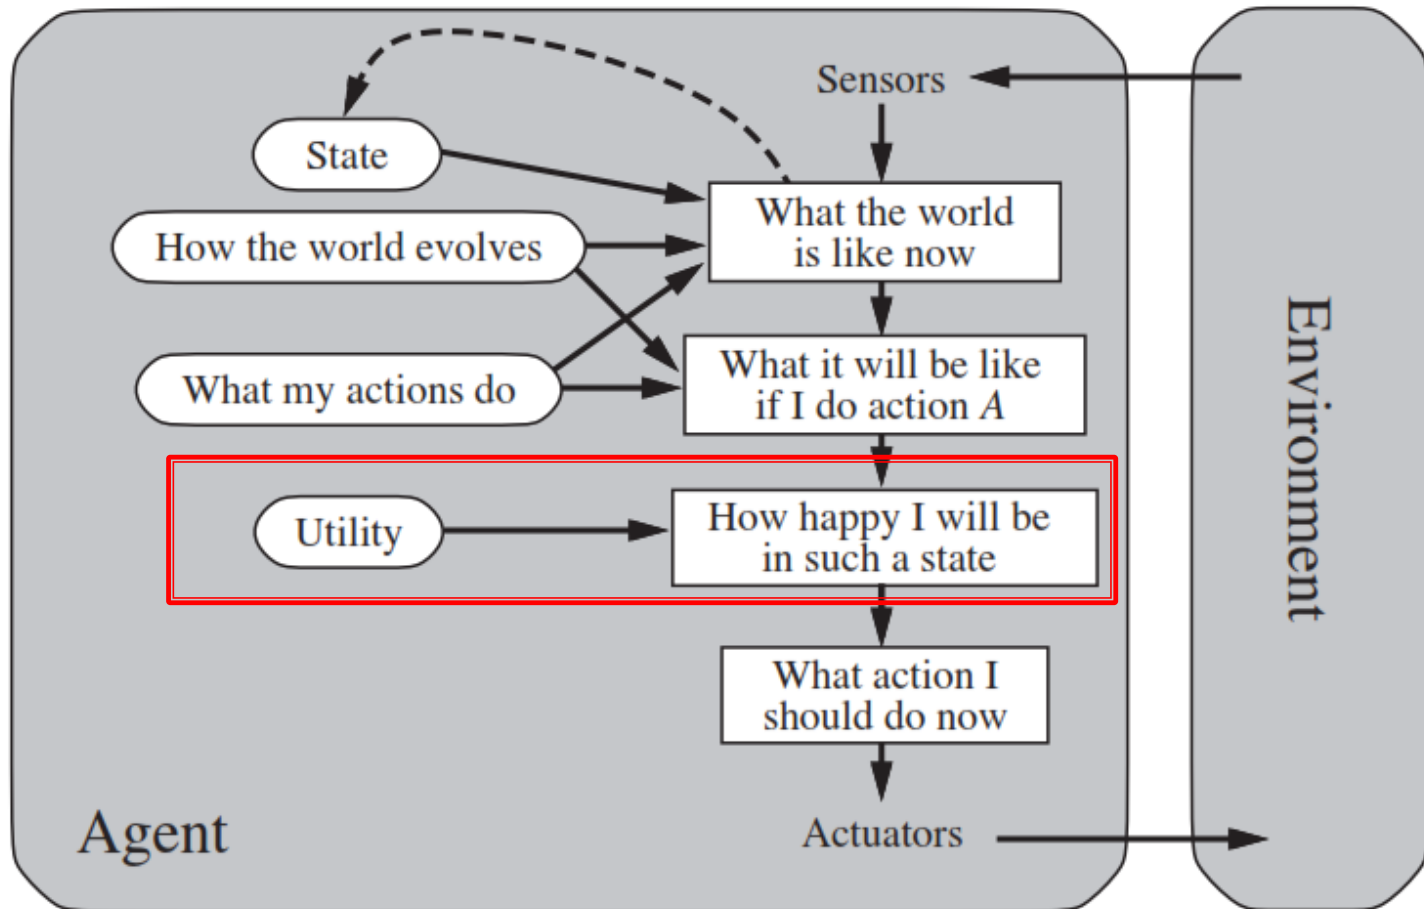 Sensors
State
What the world
is like now
How the world evolves
What it will be like
if I do action A
What my actions do
How happy I will be
in such a state
Utility
What action I
should do now
Actuators
Agent
Environment